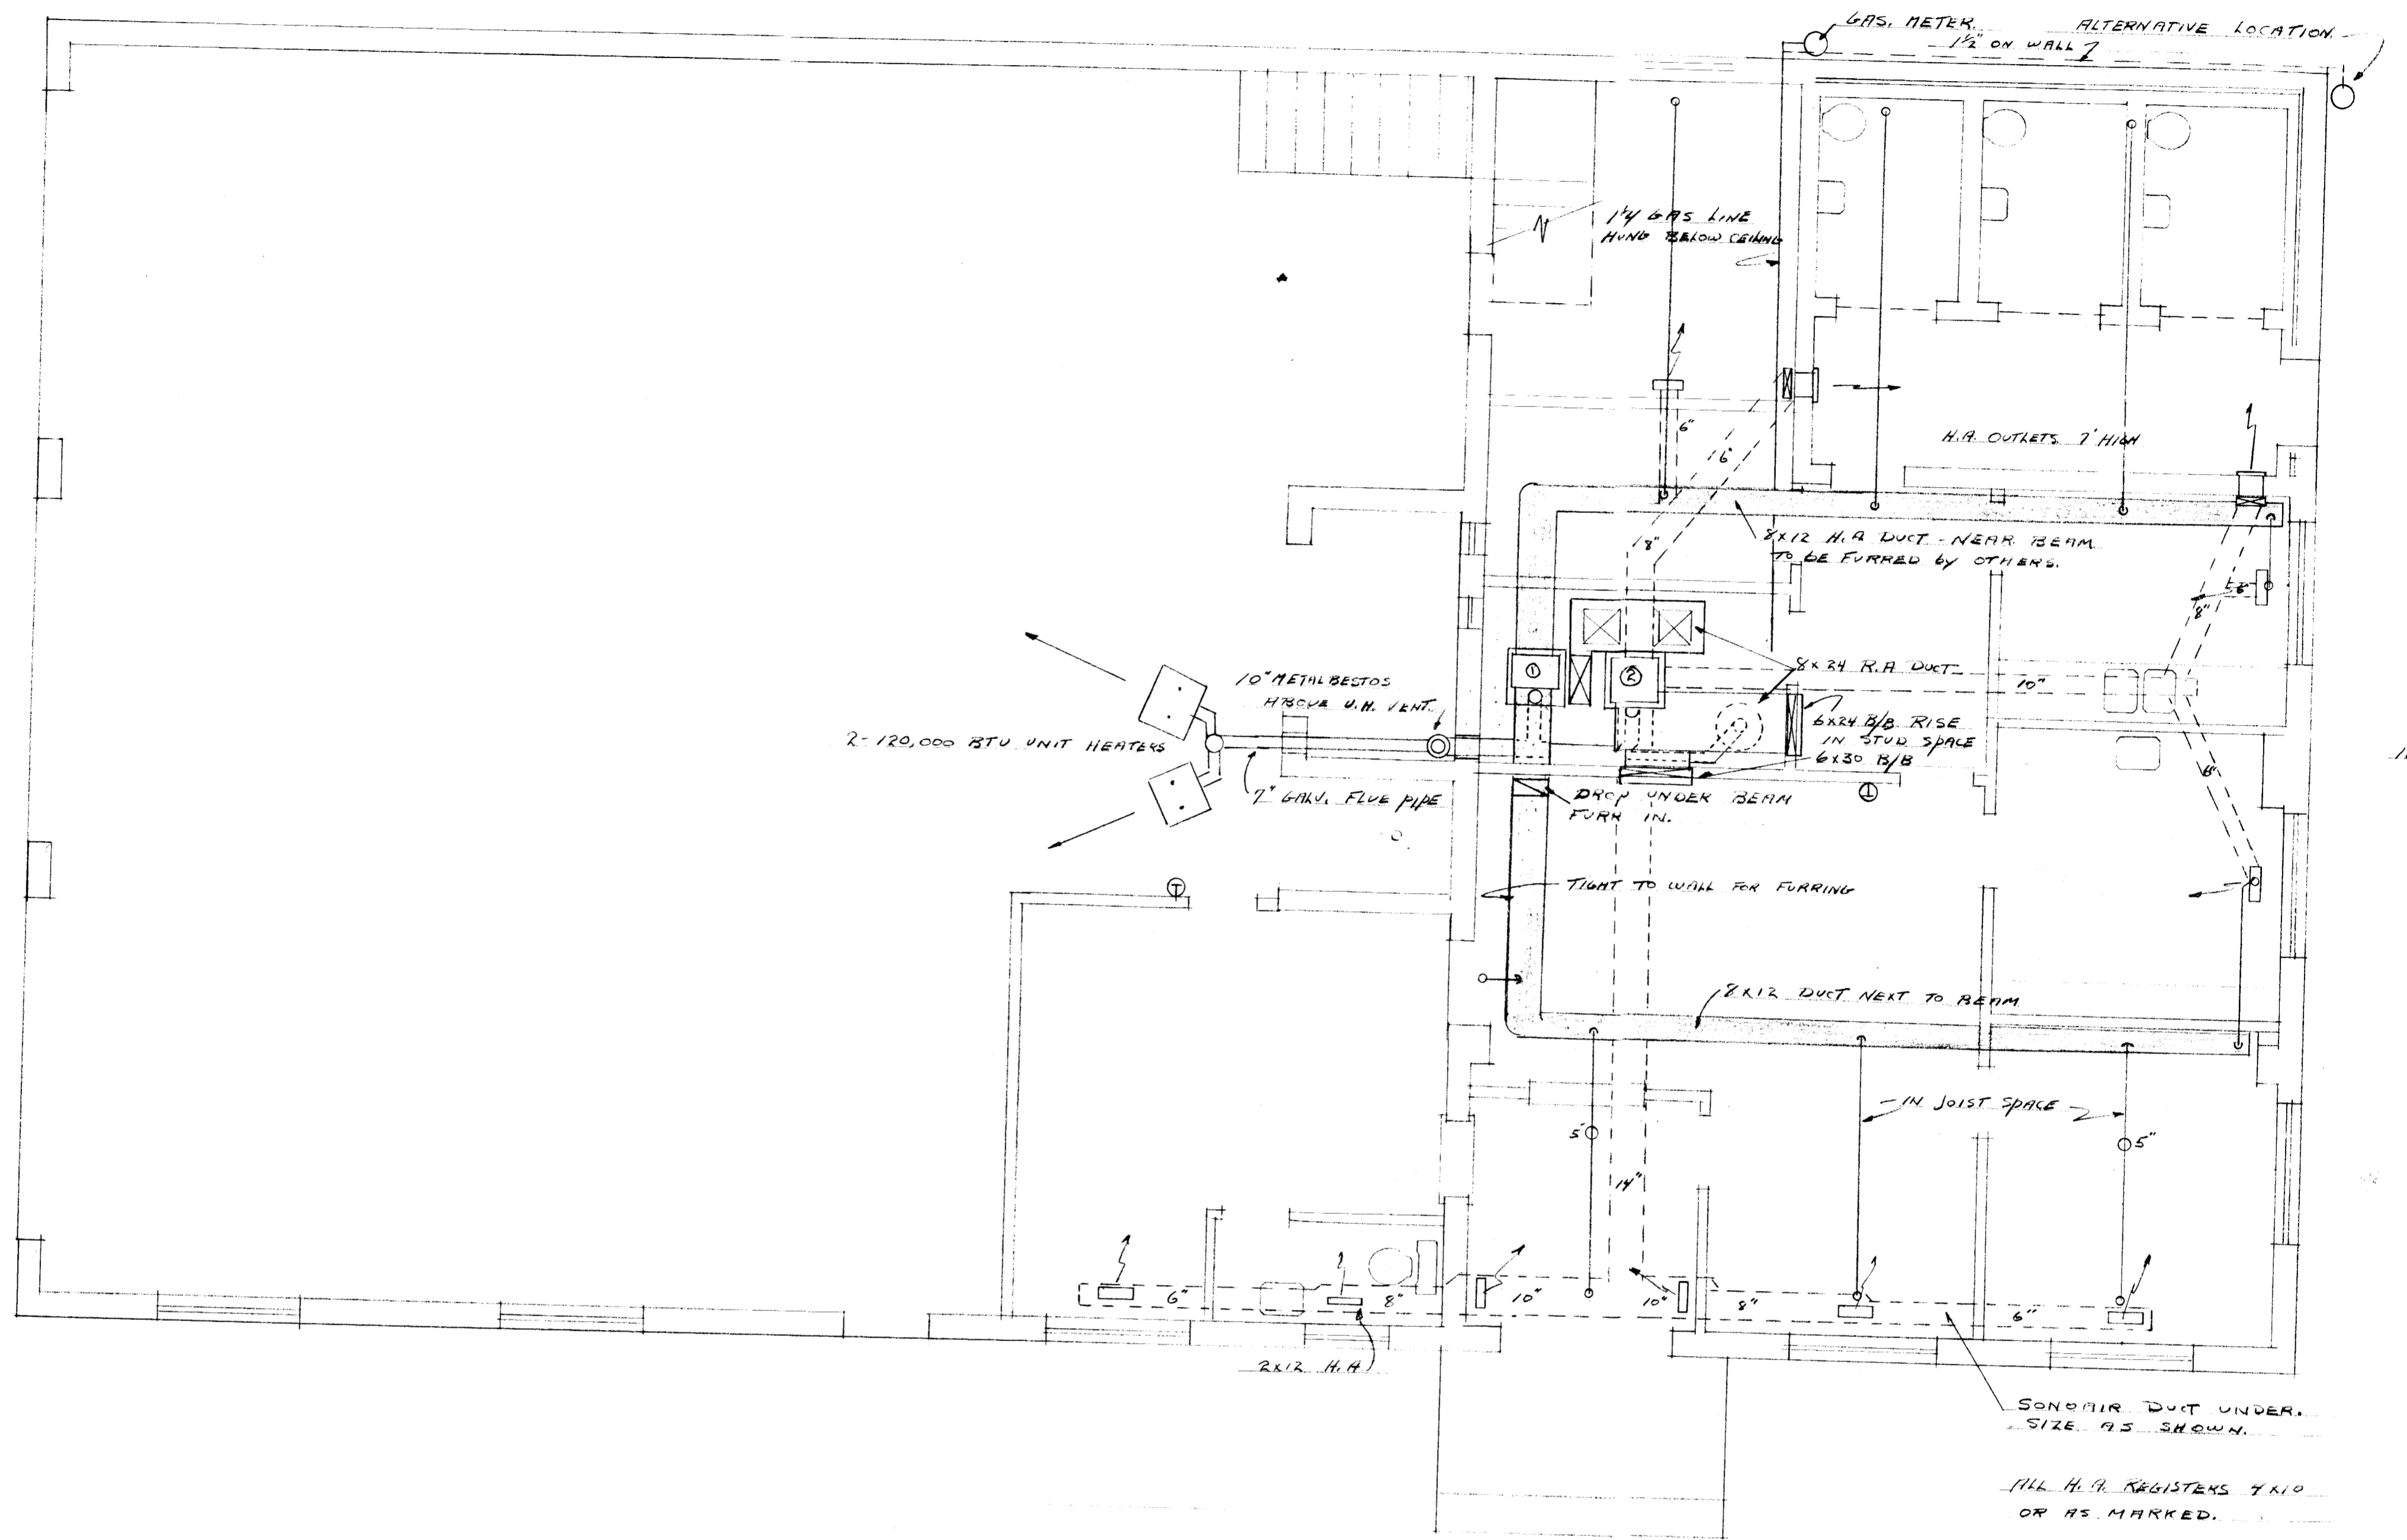 GAS. METER. ALTERNATIVE LOCATION.
1½" ON WALL
1¼ GAS LINE
HUNG BELOW CEILING
N
6"
16"
H.A. OUTLETS 7' HIGH
18"
8x12 H.A DUCT - NEAR BEAM
TO BE FURRED by OTHERS.
8"
10" METALBESTOS
ABOVE U.H. VENT.
①
②
8x24 R.A DUCT
10"
2-120,000 BTU UNIT HEATERS
6x24 B/B RISE
IN STUD SPACE
6x30 B/B
7" GALV. FLUE PIPE
DROP UNDER BEAM
FURR IN.
T
6"
T
TIGHT TO WALL FOR FURRING
8x12 DUCT NEXT TO BEAM
IN JOIST SPACE
5"
5"
14"
6"
8"
10"
10"
8"
6"
2x12 H.A
SONOAIR DUCT UNDER.
SIZE AS SHOWN.
ALL H.A. REGISTERS 4x10
OR AS MARKED.